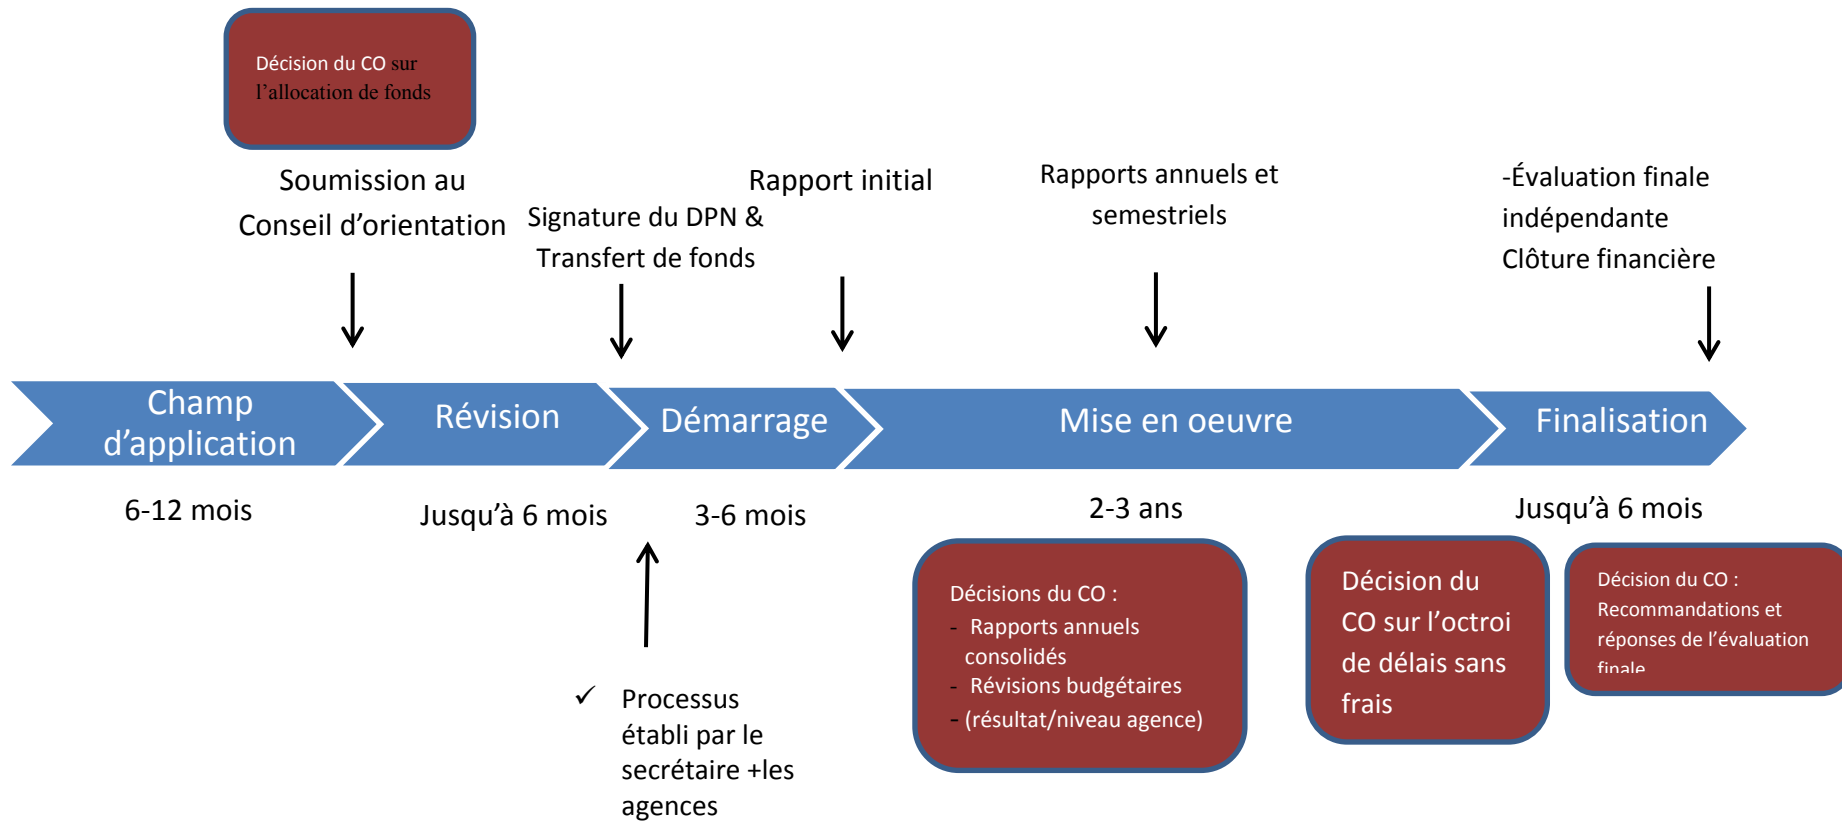 Décision du CO sur
l’allocation de fonds
Soumission au
Conseil d’orientation
Signature du DPN &
Transfert de fonds
Rapport initial
Rapports annuels et
semestriels
-Évaluation finale
indépendante
Clôture financière
Champ
d’application
Révision
Démarrage
Mise en oeuvre
Finalisation
6-12 mois
Jusqu’à 6 mois
3-6 mois
2-3 ans
Jusqu’à 6 mois
✓ Processus
établi par le
secrétaire +les
agences
Décisions du CO :
- Rapports annuels
consolidés
- Révisions budgétaires
- (résultat/niveau agence)
Décision du
CO sur l’octroi
de délais sans
frais
Décision du CO :
Recommandations et
réponses de l’évaluation
finale